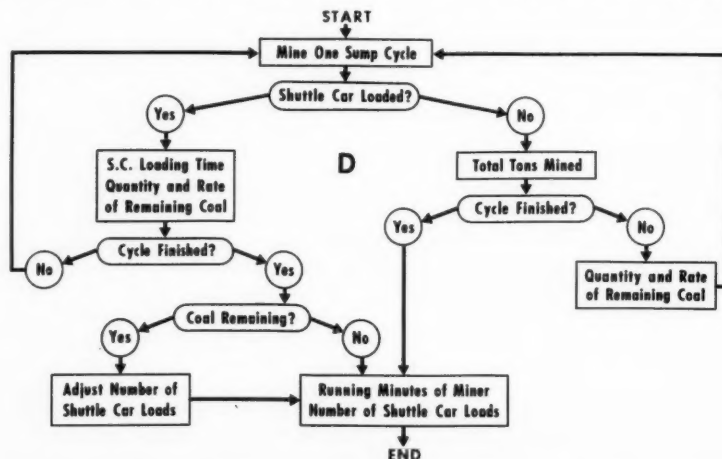 START
Mine One Sump Cycle
Shuttle Car Loaded?
Yes
No
D
S.C. Loading Time
Quantity and Rate
of Remaining Coal
Total Tons Mined
Cycle Finished?
Yes
No
Cycle Finished?
No
Yes
Quantity and Rate
of Remaining Coal
Coal Remaining?
Yes
No
Adjust Number of
Shuttle Car Loads
Running Minutes of Miner
Number of Shuttle Car Loads
END